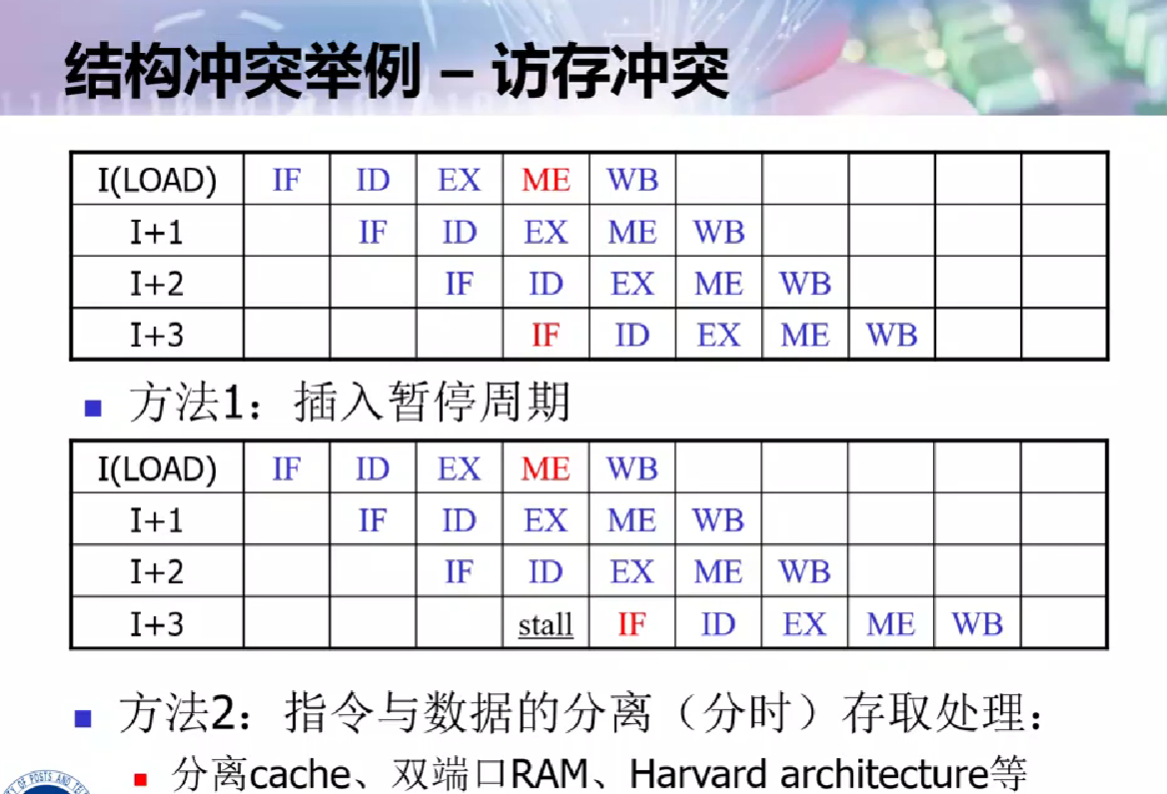 结构冲突举例 – 访存冲突
I(LOAD) IF ID EX ME WB
I+1 IF ID EX ME WB
I+2 IF ID EX ME WB
I+3 IF ID EX ME WB
方法1：插入暂停周期
I(LOAD) IF ID EX ME WB
I+1 IF ID EX ME WB
I+2 IF ID EX ME WB
I+3 stall IF ID EX ME WB
方法2：指令与数据的分离（分时）存取处理：
分离cache、双端口RAM、Harvard architecture等
OF POSTS AND